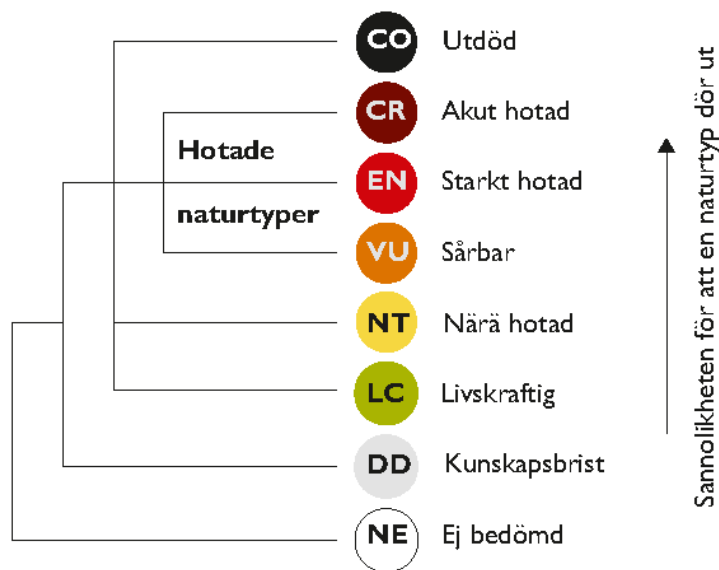 CO Utdöd
CR Akut hotad
Hotade
EN Starkt hotad
naturtyper
VU Sårbar
NT Närä hotad
LC Livskraftig
DD Kunskapsbrist
NE Ej bedömd
Sannolikheten för att en naturtyp dör ut